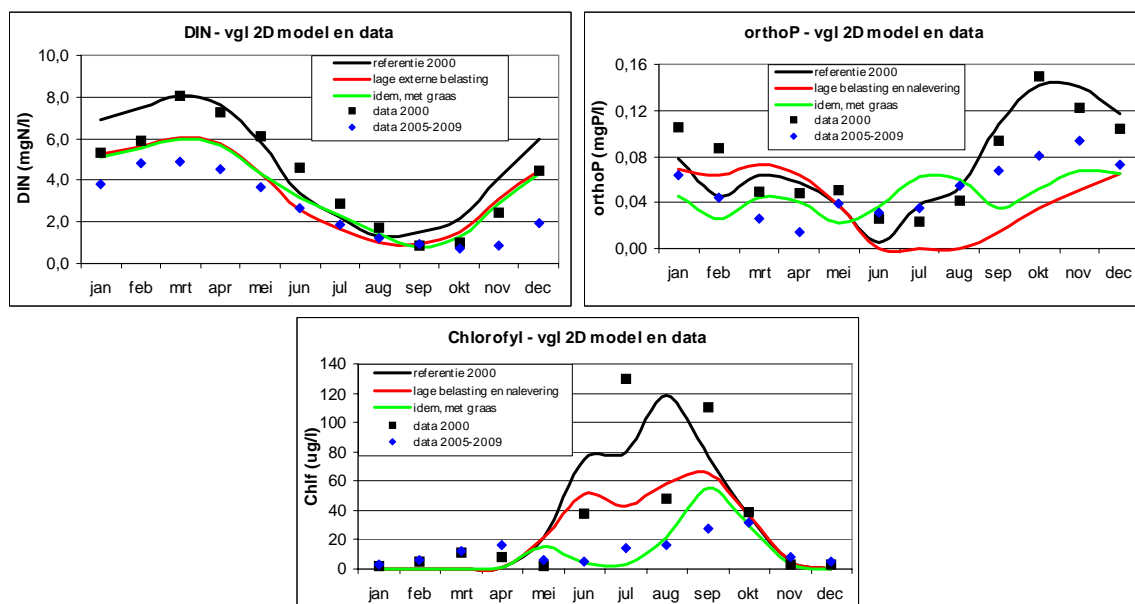 DIN - vgl 2D model en data
DIN (mgN/l)
10,0
8,0
6,0
4,0
2,0
0,0
referentie 2000
lage externe belasting
idem, met graas
data 2000
data 2005-2009
jan feb mrt apr mei jun jul aug sep okt nov dec
orthoP - vgl 2D model en data
orthoP (mgP/l)
0,16
0,12
0,08
0,04
0,00
referentie 2000
lage belasting en nalevering
idem, met graas
data 2000
data 2005-2009
jan feb mrt apr mei jun jul aug sep okt nov dec
Chlorofyl - vgl 2D model en data
Chlf (ug/l)
140
120
100
80
60
40
20
0
referentie 2000
lage belasting en nalevering
idem, met graas
data 2000
data 2005-2009
jan feb mrt apr mei jun jul aug sep okt nov dec